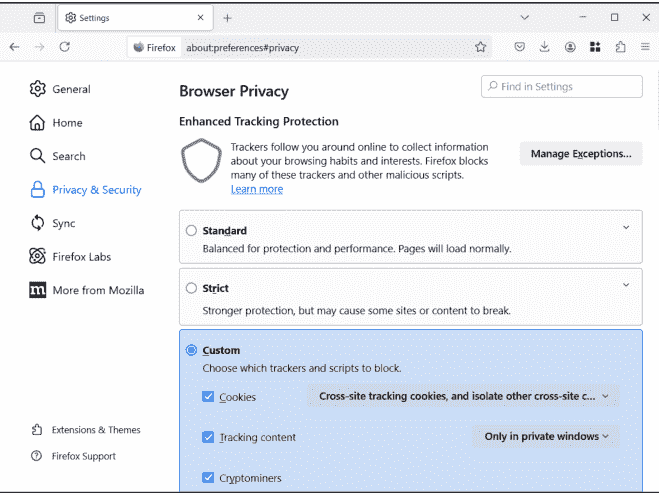 Settings
Firefox
about:preferences#privacy
General
Home
Search
Privacy & Security
Sync
Firefox Labs
More from Mozilla
Extensions & Themes
Firefox Support
Find in Settings
Browser Privacy
Enhanced Tracking Protection
Trackers follow you around online to collect information
about your browsing habits and interests. Firefox blocks
many of these trackers and other malicious scripts.
Learn more
Manage Exceptions...
Standard
Balanced for protection and performance. Pages will load normally.
Strict
Stronger protection, but may cause some sites or content to break.
Custom
Choose which trackers and scripts to block.
Cookies
Cross-site tracking cookies, and isolate other cross-site c...
Tracking content
Only in private windows
Cryptominers